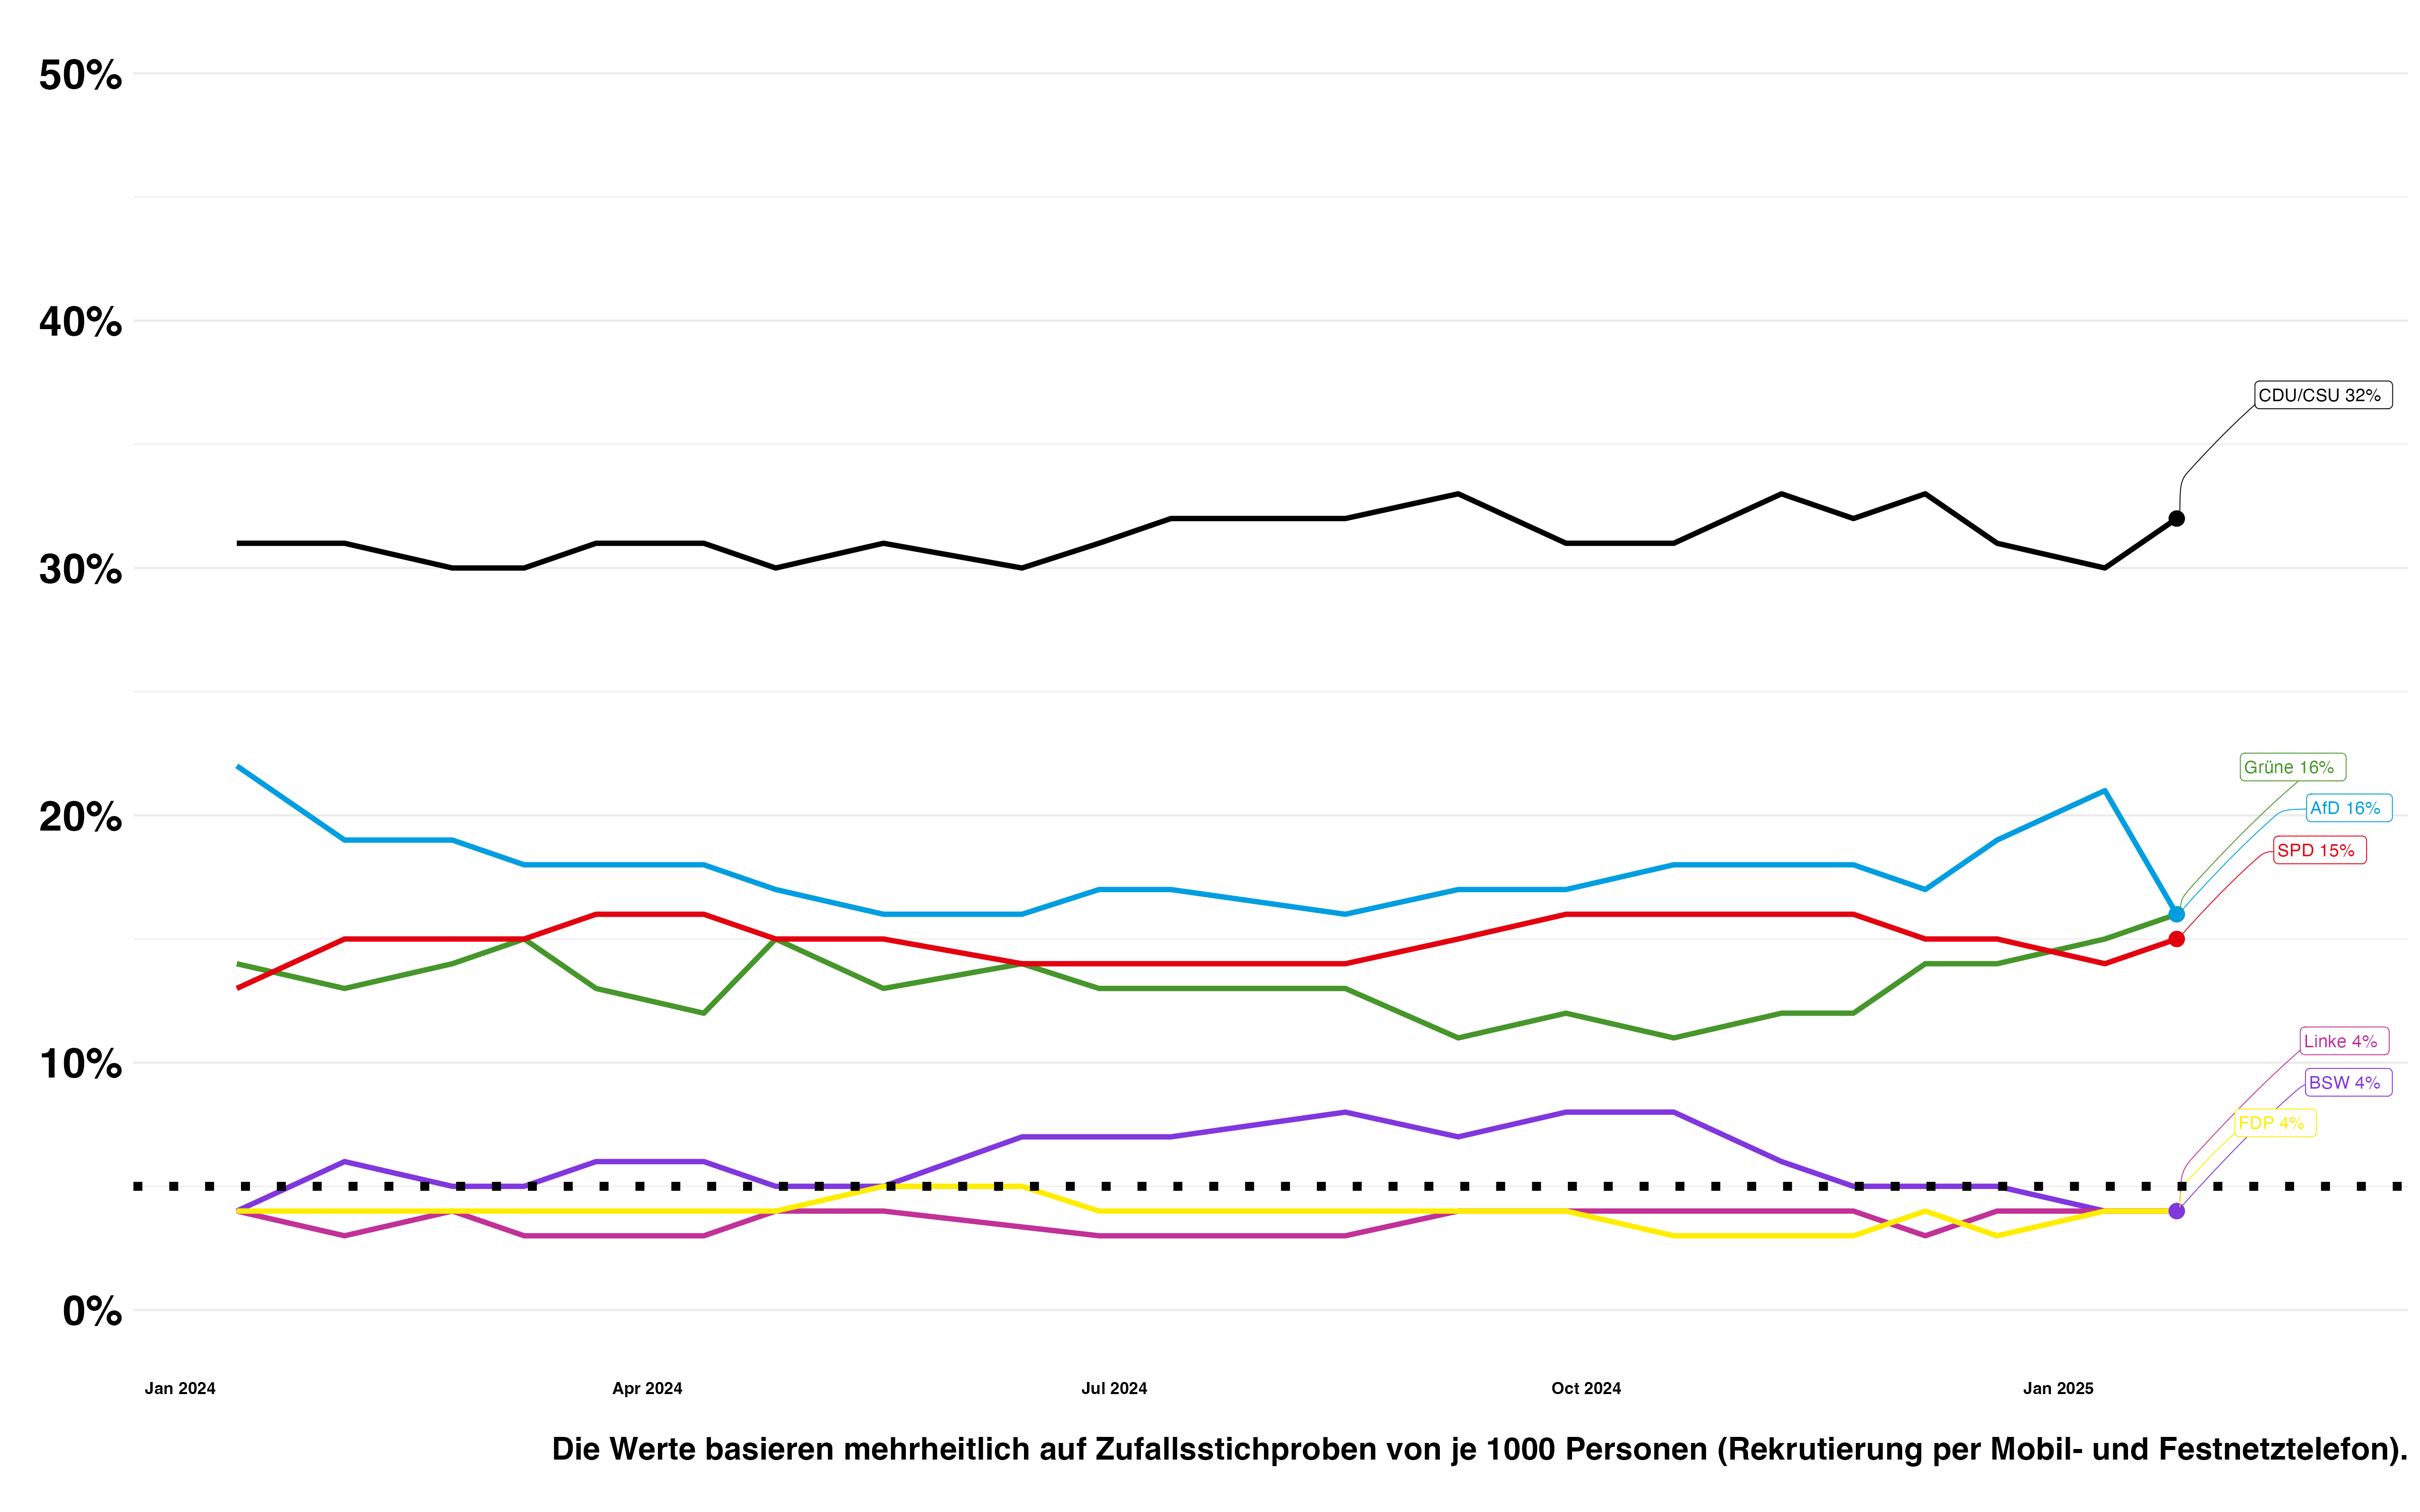 50%
40%
CDU/CSU 32%
30%
Grüne 16%
AfD 16%
20%
SPD 15%
Linke 4%
10%
BSW 4%
FDP 4%
0%
Jan 2024 Apr 2024 Jul 2024 Oct 2024 Jan 2025
Die Werte basieren mehrheitlich auf Zufallsstichproben von je 1000 Personen (Rekrutierung per Mobil- und Festnetztelefon).